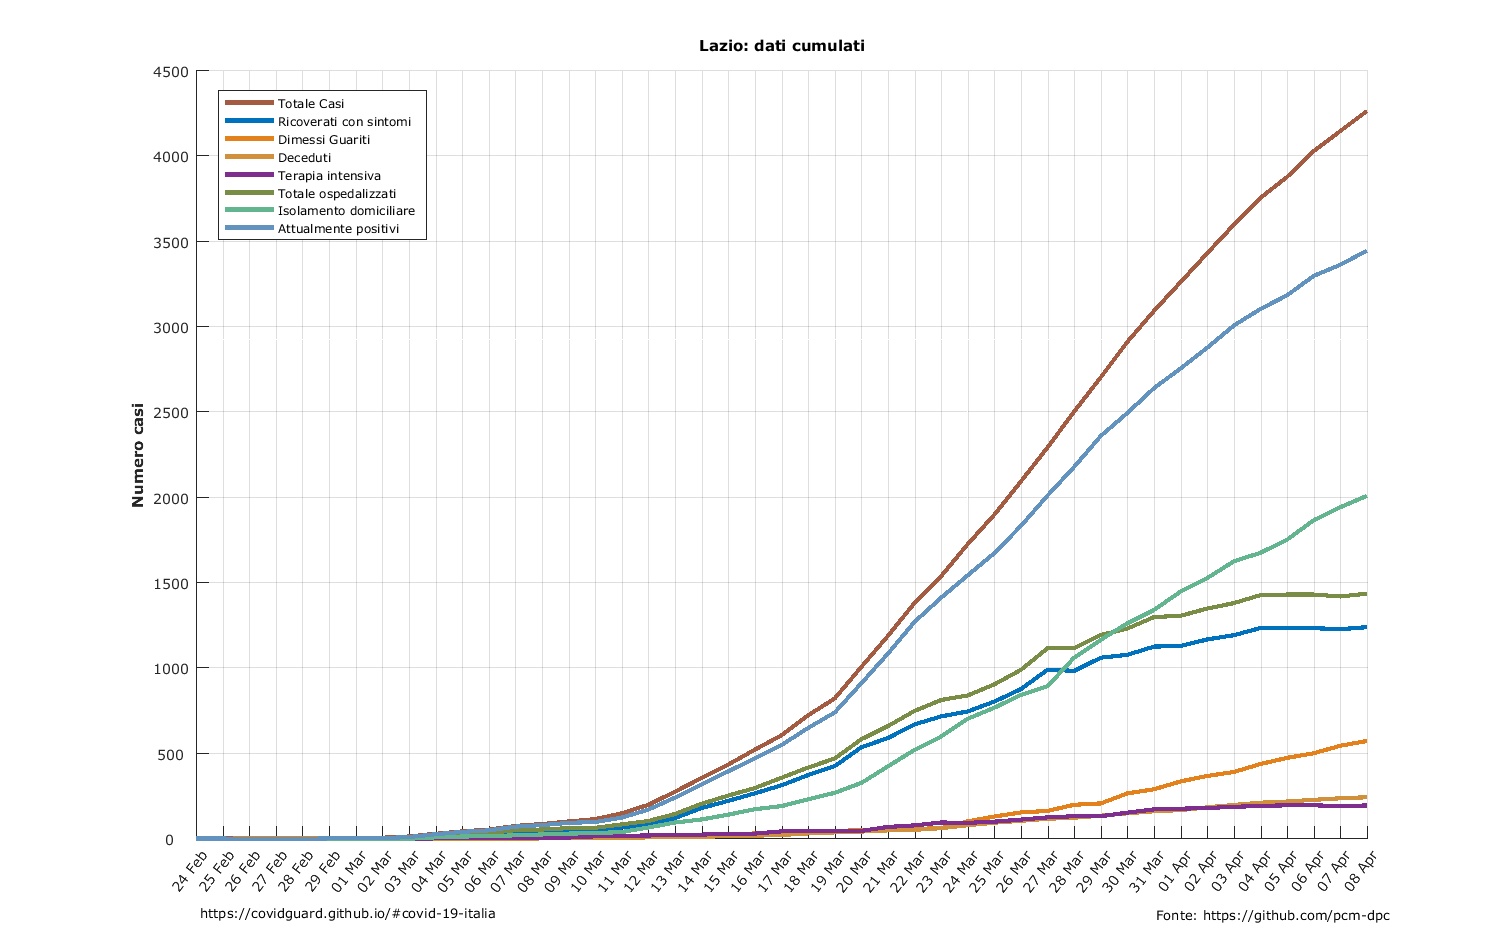 Lazio: dati cumulati
4500
4000
3500
3000
2500
2000
1500
1000
500
0
Numero casi
Totale Casi
Ricoverati con sintomi
Dimessi Guariti
Deceduti
Terapia intensiva
Totale ospedalizzati
Isolamento domiciliare
Attualmente positivi
24 Feb
25 Feb
26 Feb
27 Feb
28 Feb
29 Feb
01 Mar
02 Mar
03 Mar
04 Mar
05 Mar
06 Mar
07 Mar
08 Mar
09 Mar
10 Mar
11 Mar
12 Mar
13 Mar
14 Mar
15 Mar
16 Mar
17 Mar
18 Mar
19 Mar
20 Mar
21 Mar
22 Mar
23 Mar
24 Mar
25 Mar
26 Mar
27 Mar
28 Mar
29 Mar
30 Mar
31 Mar
01 Apr
02 Apr
03 Apr
04 Apr
05 Apr
06 Apr
07 Apr
08 Apr
https://covidguard.github.io/#covid-19-italia
Fonte: https://github.com/pcm-dpc